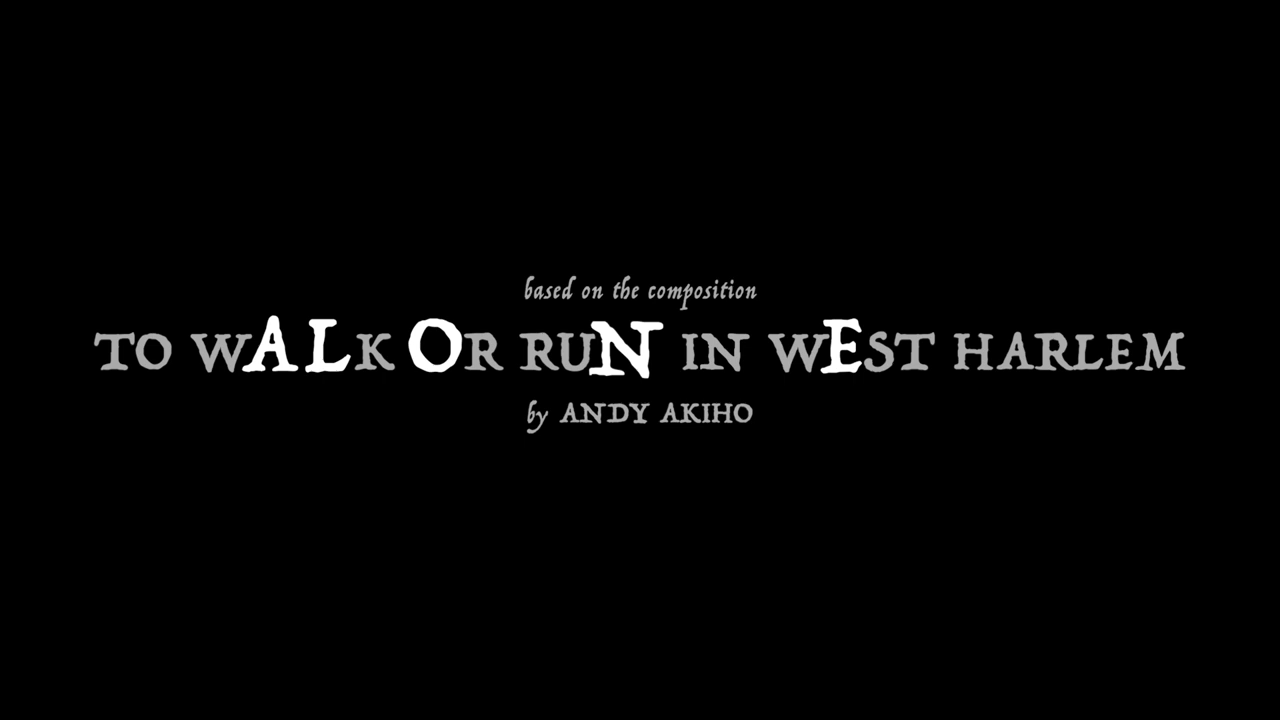 based on the composition
TO WALK OR RUN IN WEST HARLEM
by ANDY AKIHO